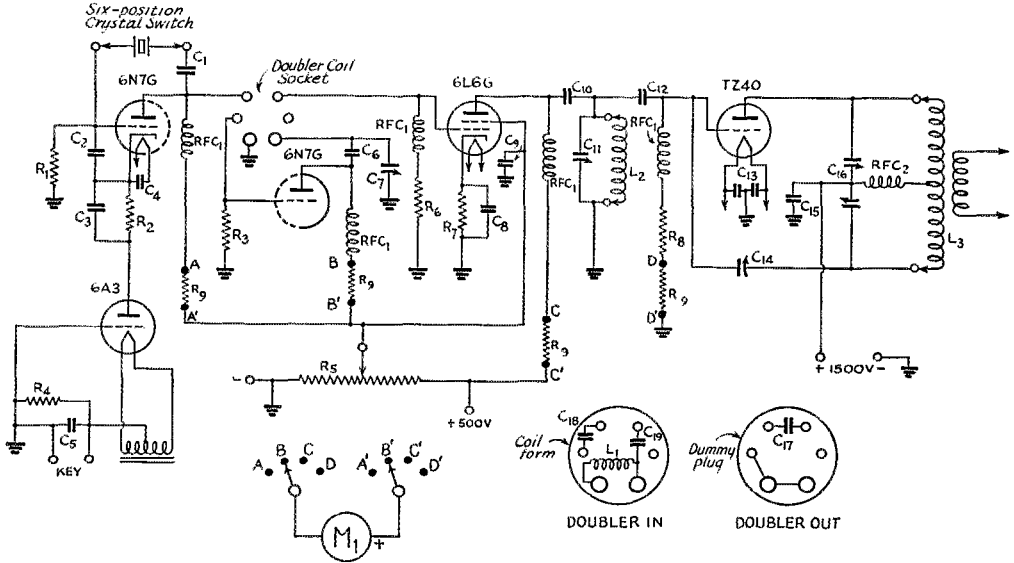 Six-position
Crystal Switch
C1
6N7G
Doubler Coil
Socket
6L6G
C10
C12
TZ40
C2
C4
R1
C3
R2
RFC1
6N7G
C6
C7
RFC1
R6
C9
R7
C8
RFC1
C11
L2
RFC1
C13
C16
RFC2
C15
L3
R3
RFC1
R8
C14
6A3
A
R9
A'
B
R9
B'
D
R9
D'
C
R9
C'
R5
-
+500V
+ 1500V -
R4
C5
KEY
A
B
C
D
A'
B'
C'
D'
M1
+
Coil
form
C18
C19
L1
DOUBLER IN
Dummy
plug
C17
DOUBLER OUT